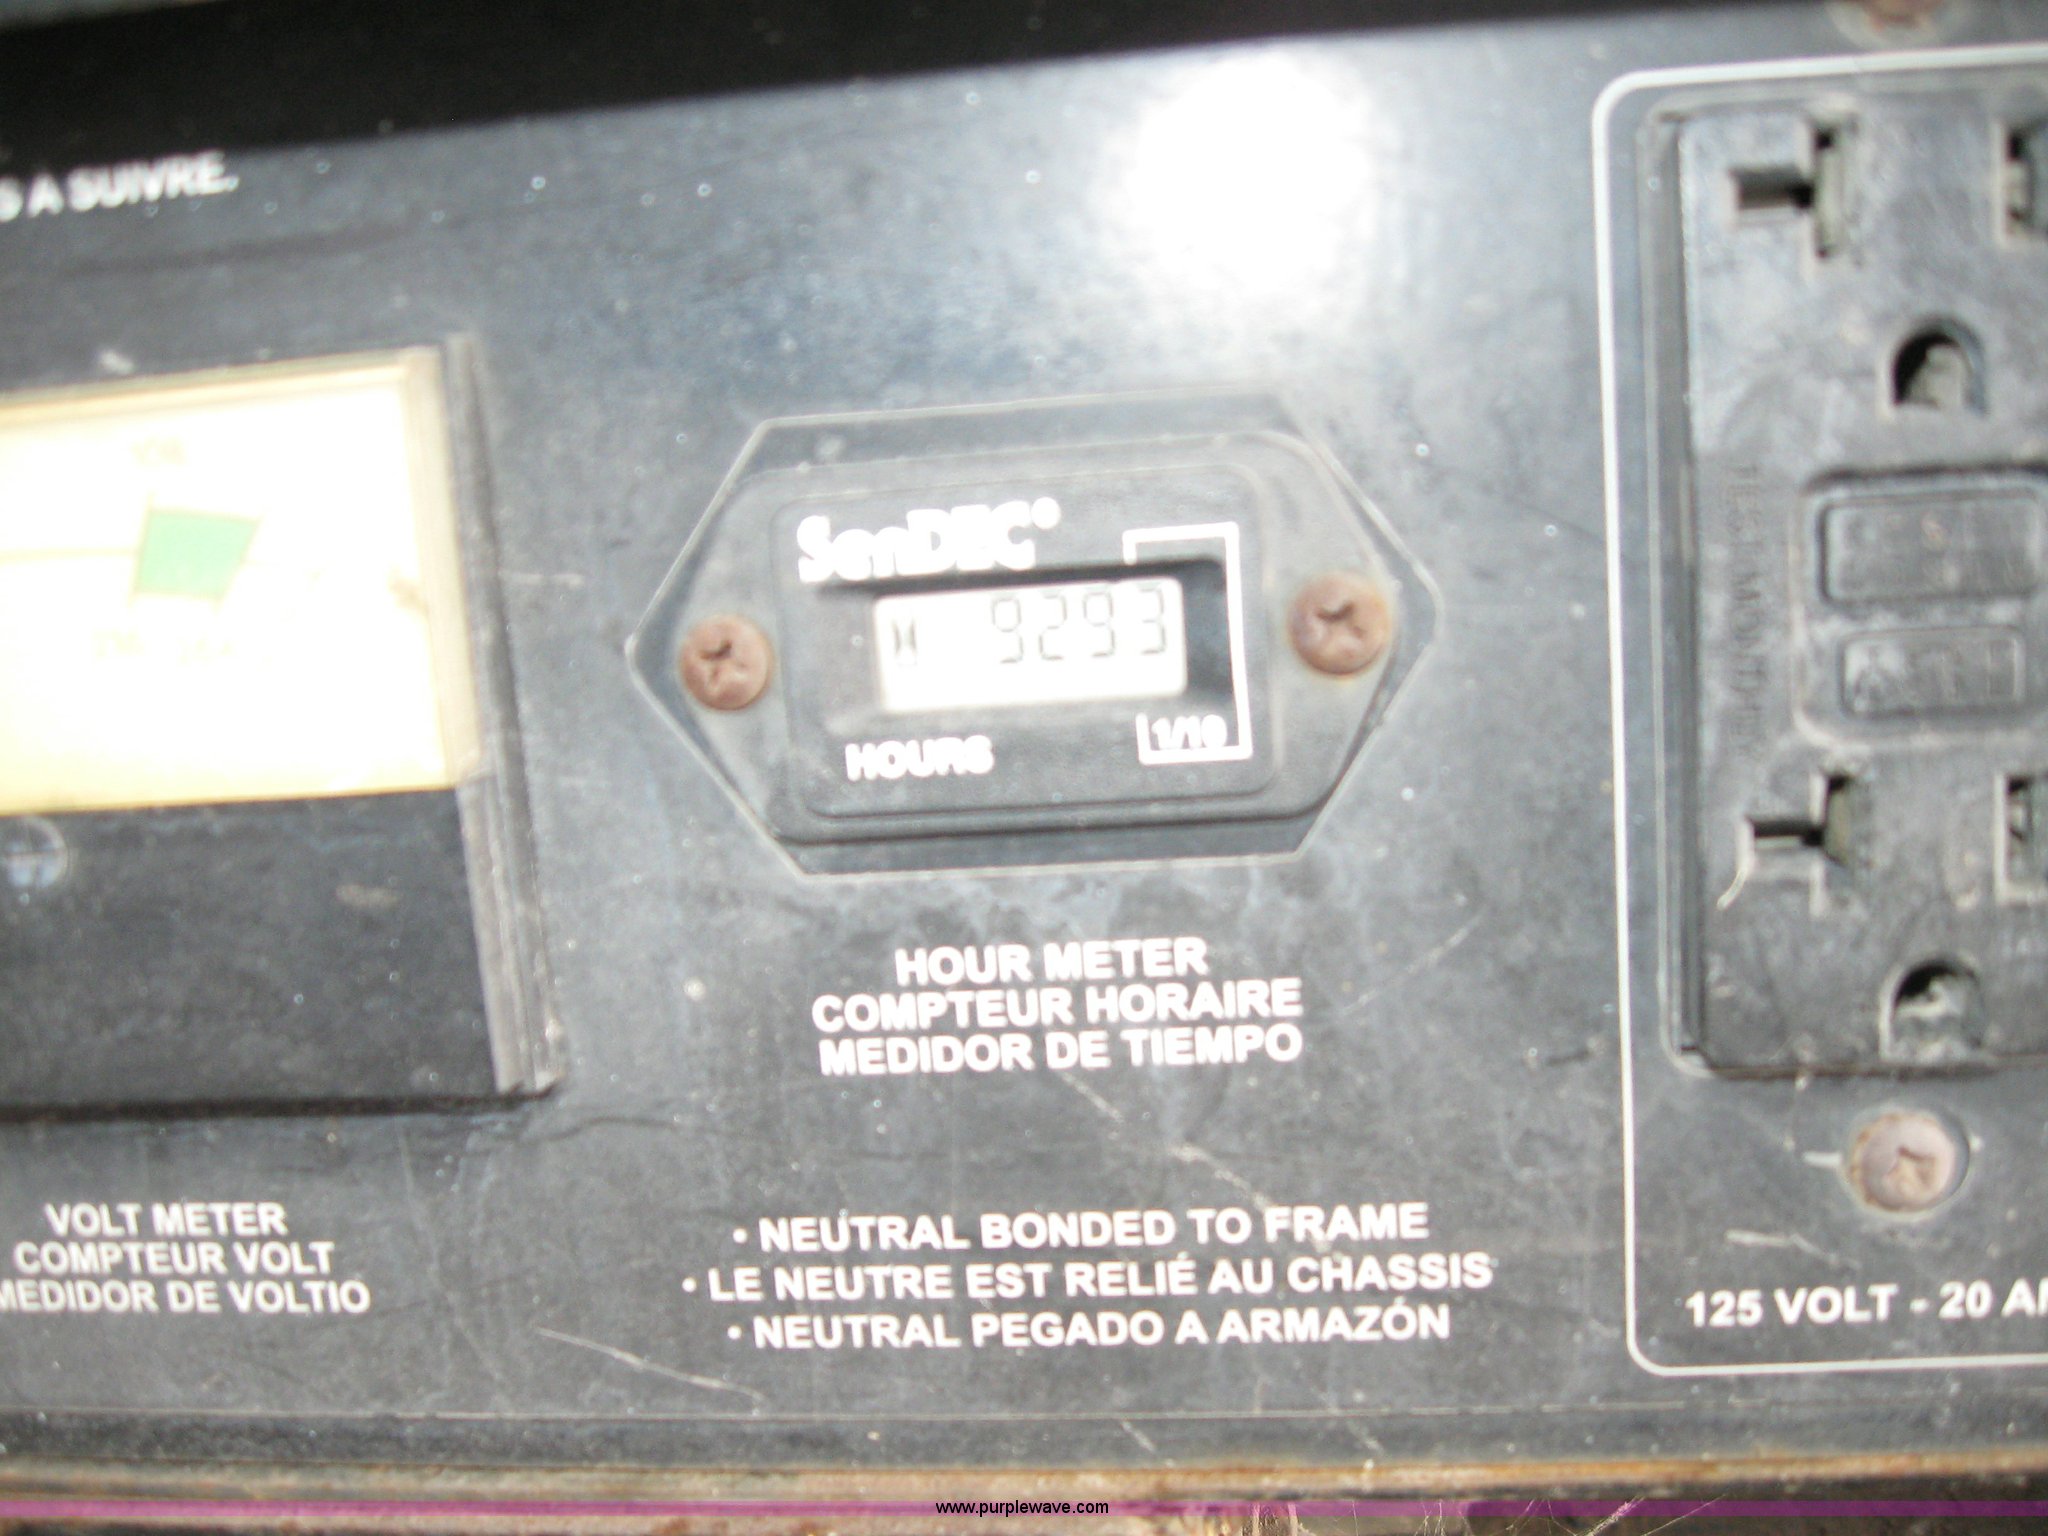 S A SUIVRE.
SenDEC
9293
HOURS
1/10
HOUR METER
COMPTEUR HORAIRE
MEDIDOR DE TIEMPO
VOLT METER
COMPTEUR VOLT
MEDIDOR DE VOLTIO
• NEUTRAL BONDED TO FRAME
• LE NEUTRE EST RELIÉ AU CHASSIS
• NEUTRAL PEGADO A ARMAZÓN
TEST MONTHLY
125 VOLT - 20 AM
www.purplewave.com